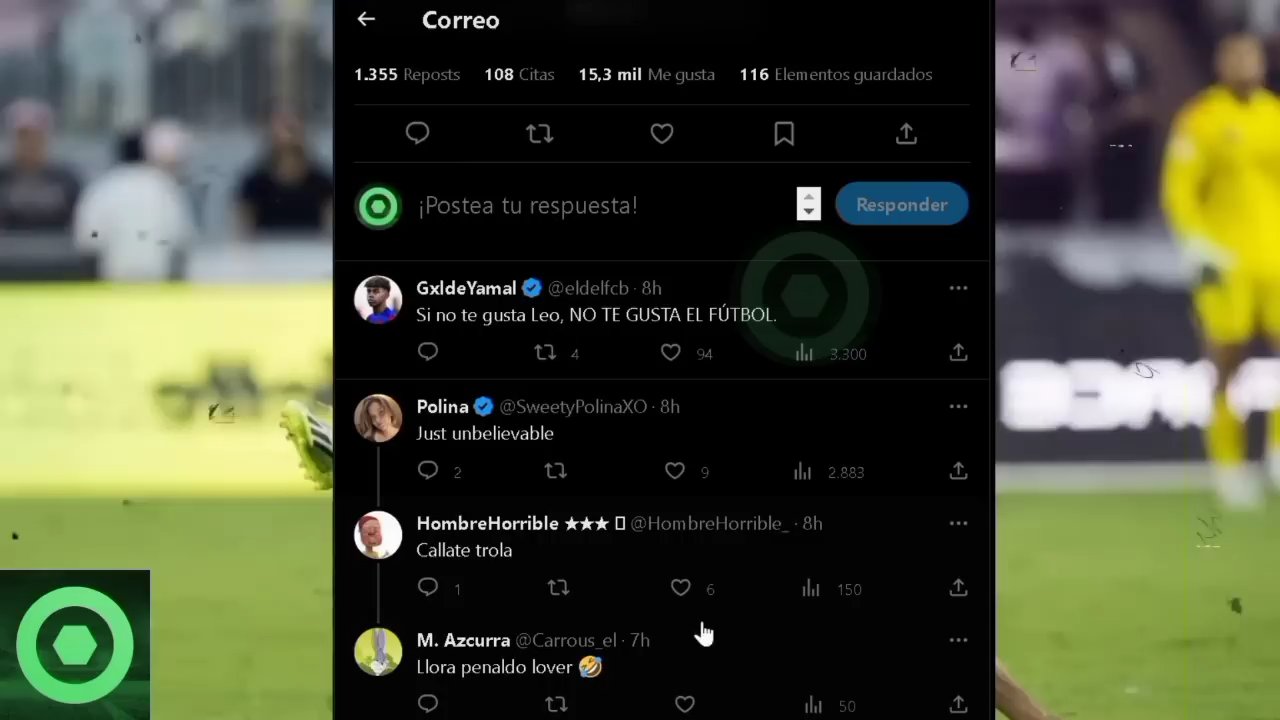 Correo
1.355 Reposts 108 Citas 15,3 mil Me gusta 116 Elementos guardados
¡Postea tu respuesta! Responder
GxldeYamal @eldelfcb · 8h
Si no te gusta Leo, NO TE GUSTA EL FÚTBOL.
4 94 3.300
Polina @SweetyPolinaXO · 8h
Just unbelievable
2 9 2.883
HombreHorrible ★★★ @HombreHorrible_ · 8h
Callate trola
1 6 150
M. Azcurra @Carrous_el · 7h
Llora penaldo lover 🤣
50